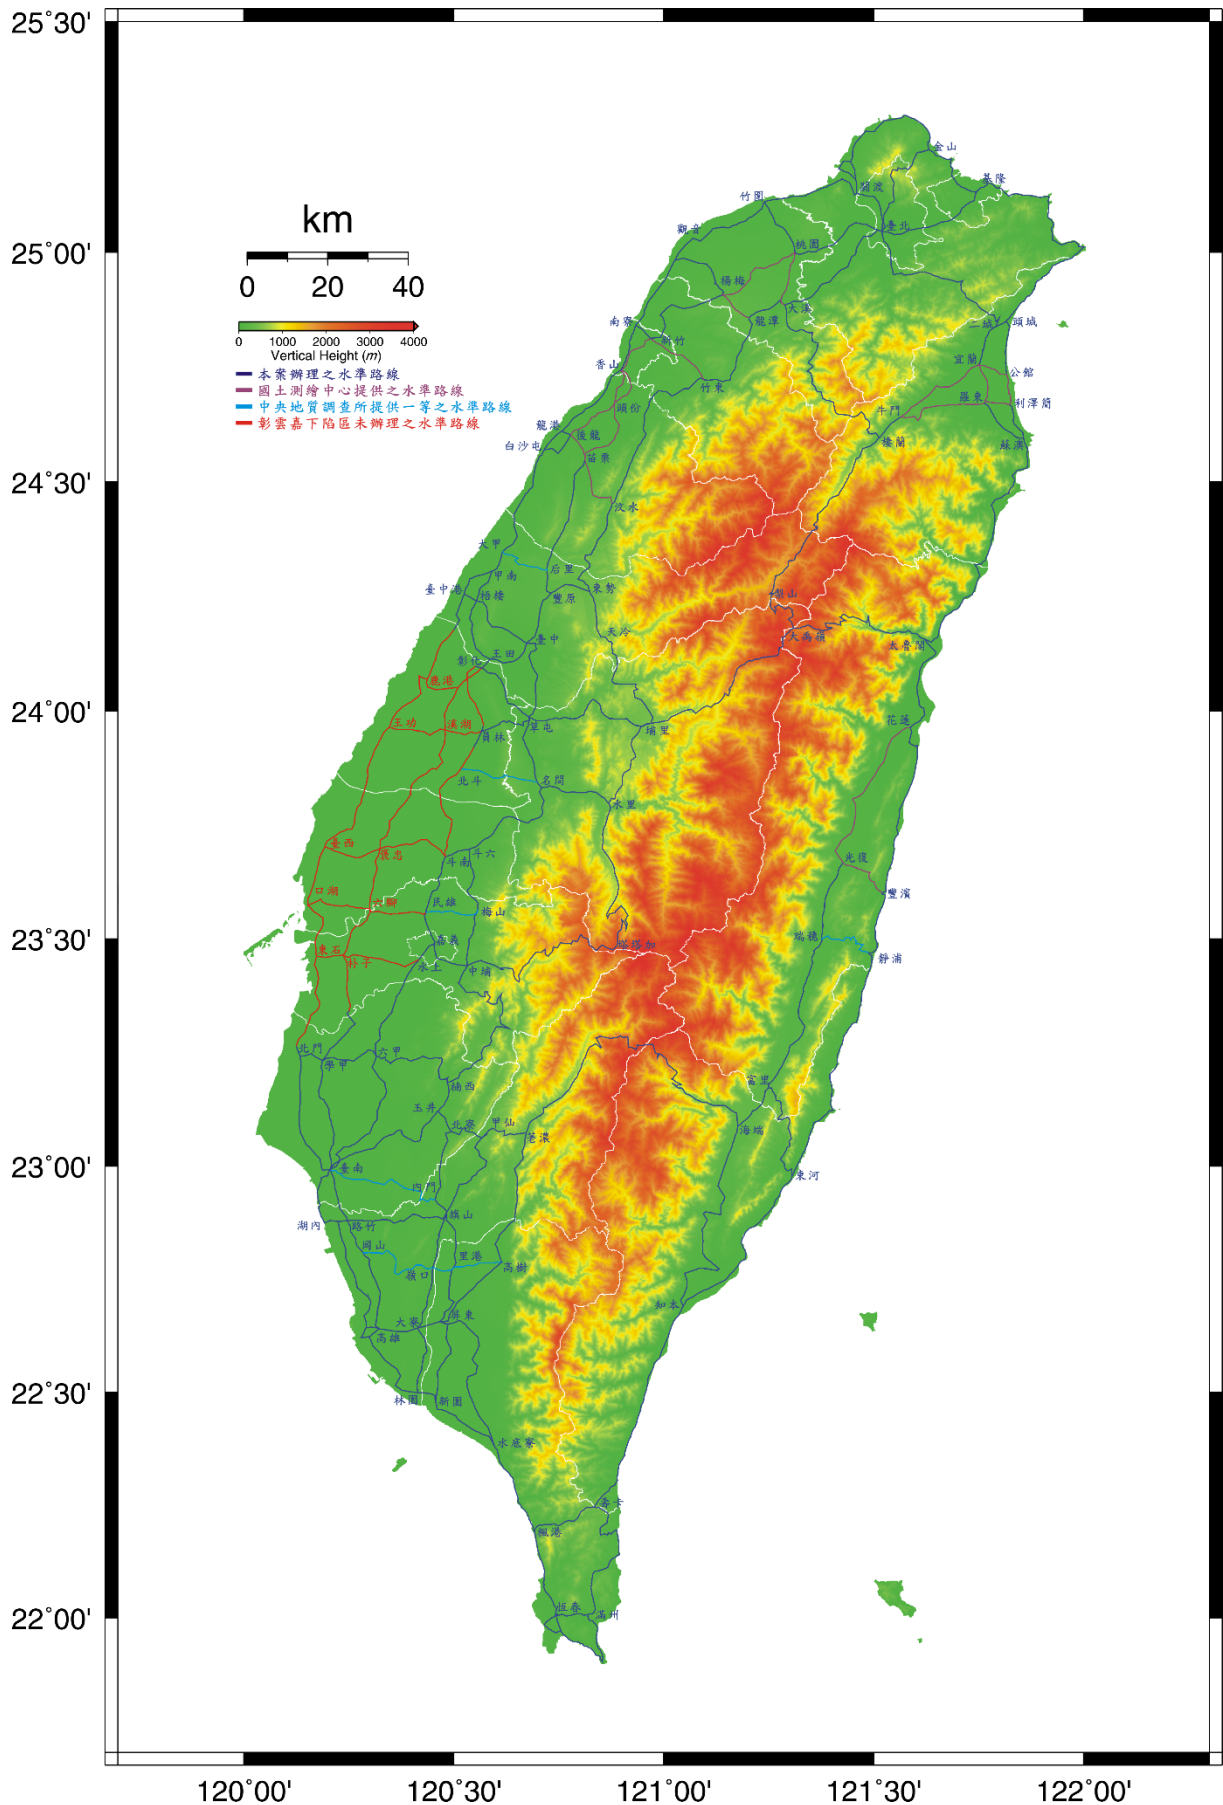 25°30'
金山
基隆
關渡
竹圍
臺北
觀音
km
桃園
25°00'
楊梅
0 20 40
大溪
龍潭
南寮
二城
頭城
0 1000 2000 3000 4000
新竹
Vertical Height (m)
宜蘭
香山
公館
本案辦理之水準路線
竹東
國土測繪中心提供之水準路線
羅東
利澤簡
中央地質調查所提供一等之水準路線
頭份
牛鬥
彰雲嘉下陷區未辦理之水準路線
龍港
後龍
白沙屯
棲蘭
蘇澳
苗栗
24°30'
汶水
大甲
后里
甲南
臺中港
東勢
梧棲
豐原
梨山
天冷
大禹嶺
臺中
太魯閣
王田
彰化
鹿港
24°00'
王功
溪湖
花蓮
員林
草屯
埔里
北斗
名間
水里
臺西
褒忠
斗六
斗南
光復
口湖
六腳
民雄
豐濱
梅山
23°30'
嘉義
瑞穗
東石
塔塔加
朴子
水上
中埔
靜浦
北門
六甲
學甲
楠西
富里
玉井
北寮
甲仙
荖濃
海端
23°00'
臺南
東河
內門
湖內
路竹
旗山
岡山
里港
嶺口
高樹
知本
大寮
屏東
高雄
22°30'
林園
新園
水底寮
壽卡
楓港
22°00'
恆春
滿州
120°00' 120°30' 121°00' 121°30' 122°00'